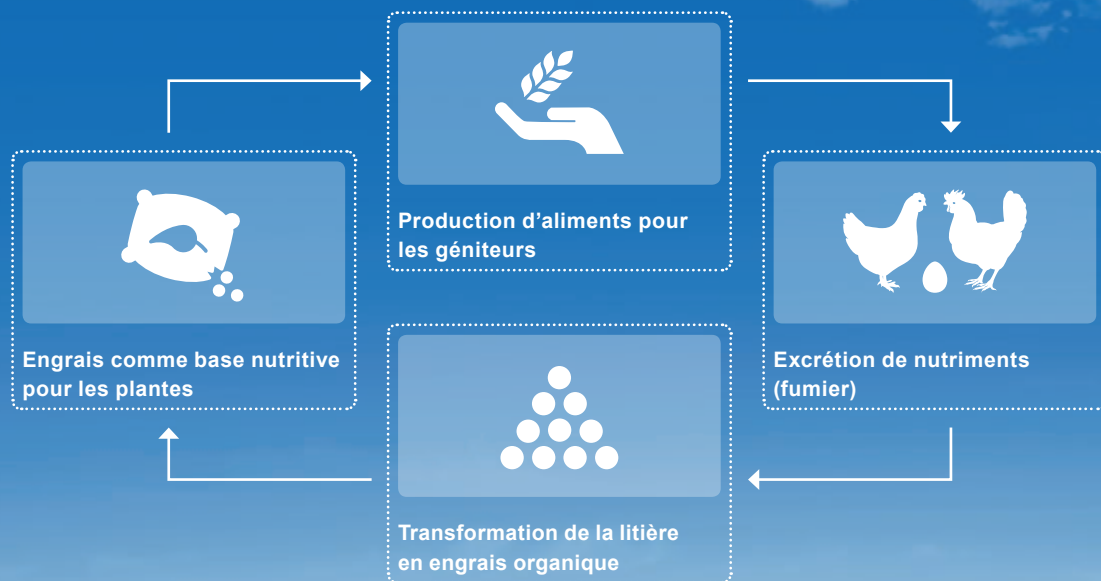 Production d’aliments pour
les géniteurs
Engrais comme base nutritive
pour les plantes
Excrétion de nutriments
(fumier)
Transformation de la litière
en engrais organique